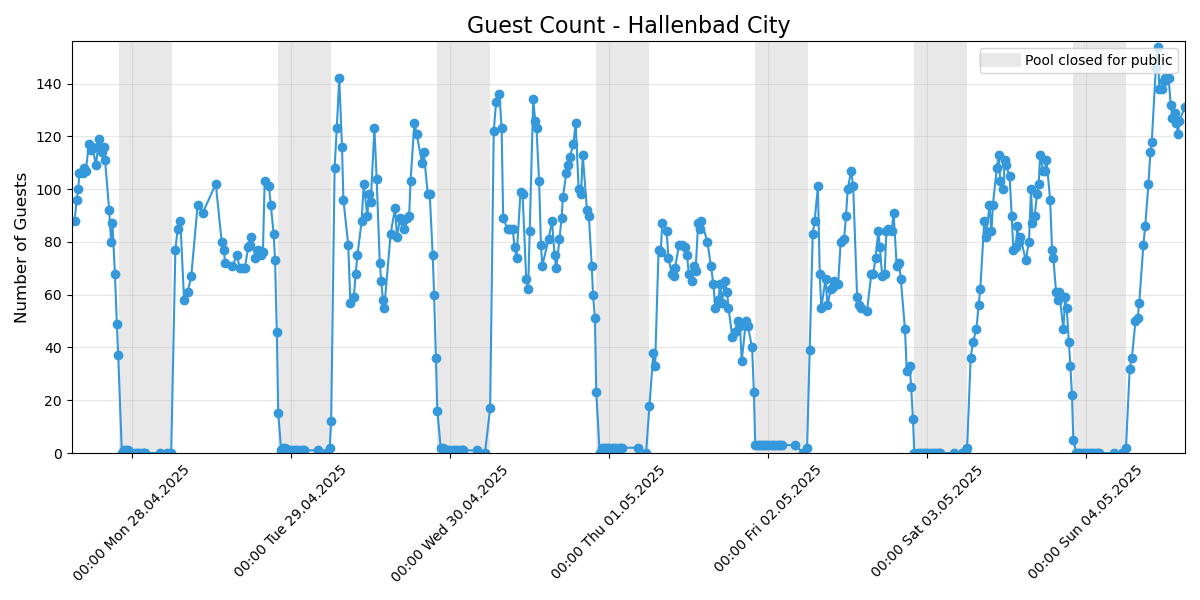 Guest Count - Hallenbad City
Pool closed for public
Number of Guests
140
120
100
80
60
40
20
0
00:00 Mon 28.04.2025
00:00 Tue 29.04.2025
00:00 Wed 30.04.2025
00:00 Thu 01.05.2025
00:00 Fri 02.05.2025
00:00 Sat 03.05.2025
00:00 Sun 04.05.2025